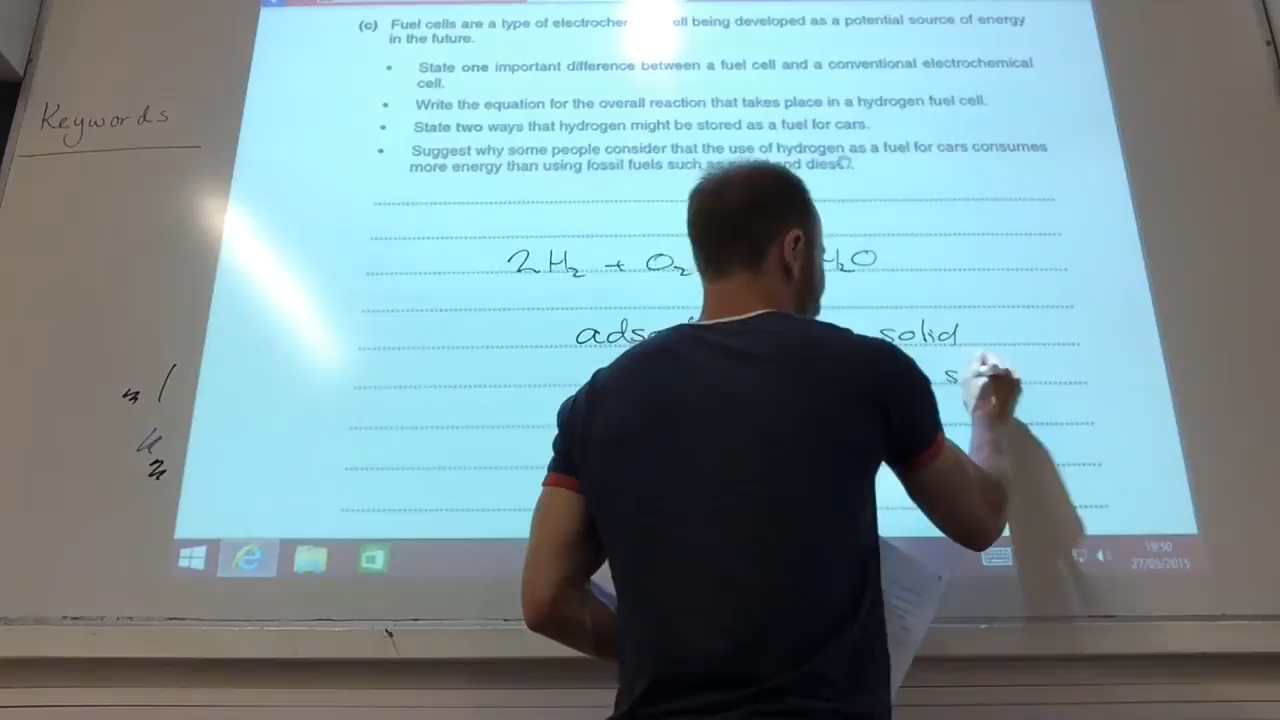 (c) Fuel cells are a type of being developed as a potential source of energy
in the future.
• State one important difference between a fuel cell and a conventional electrochemical
cell.
• Write the equation for the overall reaction that takes place in a hydrogen fuel cell.
• State two ways that hydrogen might be stored as a fuel for cars.
• Suggest why some people consider that the use of hydrogen as a fuel for cars consumes
more energy than using fossil fuels such as
Keywords
2H₂ + O₂
solid
19:50
27/05/2015